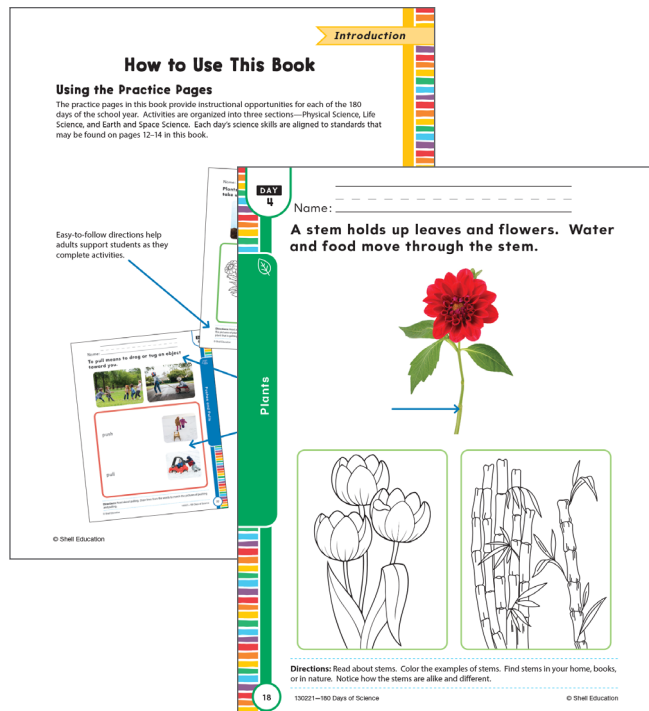 Introduction
How to Use This Book
Using the Practice Pages
The practice pages in this book provide instructional opportunities for each of the 180
days of the school year. Activities are organized into three sections—Physical Science, Life
Science, and Earth and Space Science. Each day's science skills are aligned to standards that
may be found on pages 12–14 in this book.
Easy-to-follow directions help
adults support students as they
complete activities.
Name:
To pull means to drag or tug an object
toward you.
push
pull
© Shell Education
DAY
4
Name:
A stem holds up leaves and flowers. Water
and food move through the stem.
Plants
Directions: Read about stems. Color the examples of stems. Find stems in your home, books,
or in nature. Notice how the stems are alike and different.
18
130221—180 Days of Science
© Shell Education